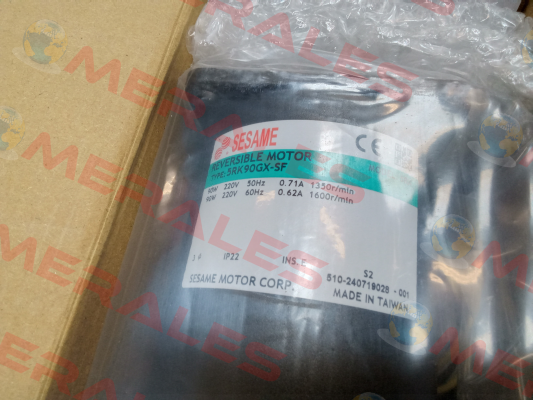 SESAME
CE
REVERSIBLE MOTOR
TYPE: 5RK90GX-SF
90W 220V 50Hz 0.71A 1350r/min
90W 220V 60Hz 0.62A 1600r/min
IP22 INS. E S2
510-240719028 - 001
SESAME MOTOR CORP. MADE IN TAIWAN
MERALES
MERALES
MERALES